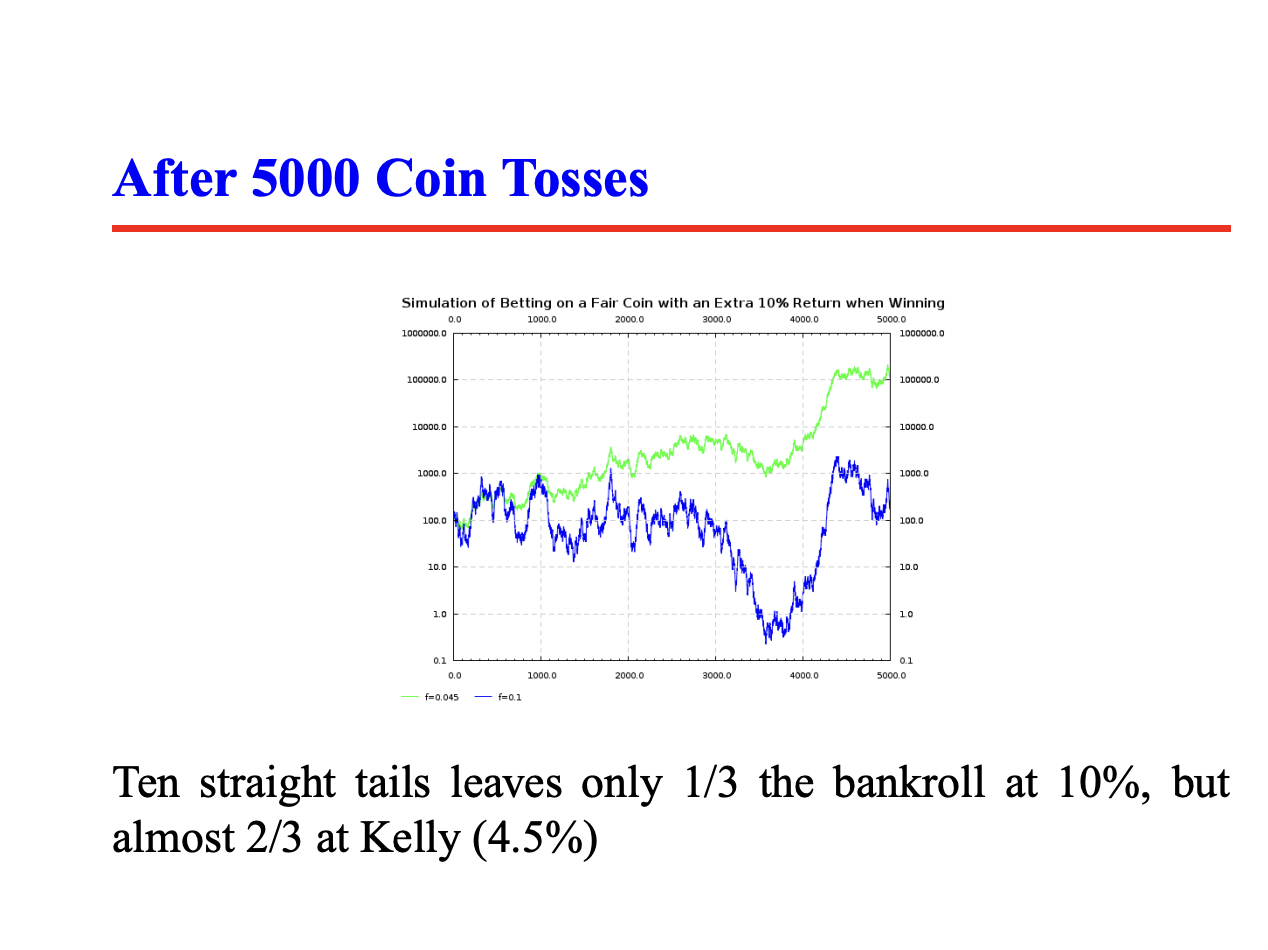 After 5000 Coin Tosses
Simulation of Betting on a Fair Coin with an Extra 10% Return when Winning
0.0 1000.0 2000.0 3000.0 4000.0 5000.0
1000000.0 1000000.0
100000.0 100000.0
10000.0 10000.0
1000.0 1000.0
100.0 100.0
10.0 10.0
1.0 1.0
0.1 0.1
0.0 1000.0 2000.0 3000.0 4000.0 5000.0
f=0.045 f=0.1
Ten straight tails leaves only 1/3 the bankroll at 10%, but
almost 2/3 at Kelly (4.5%)